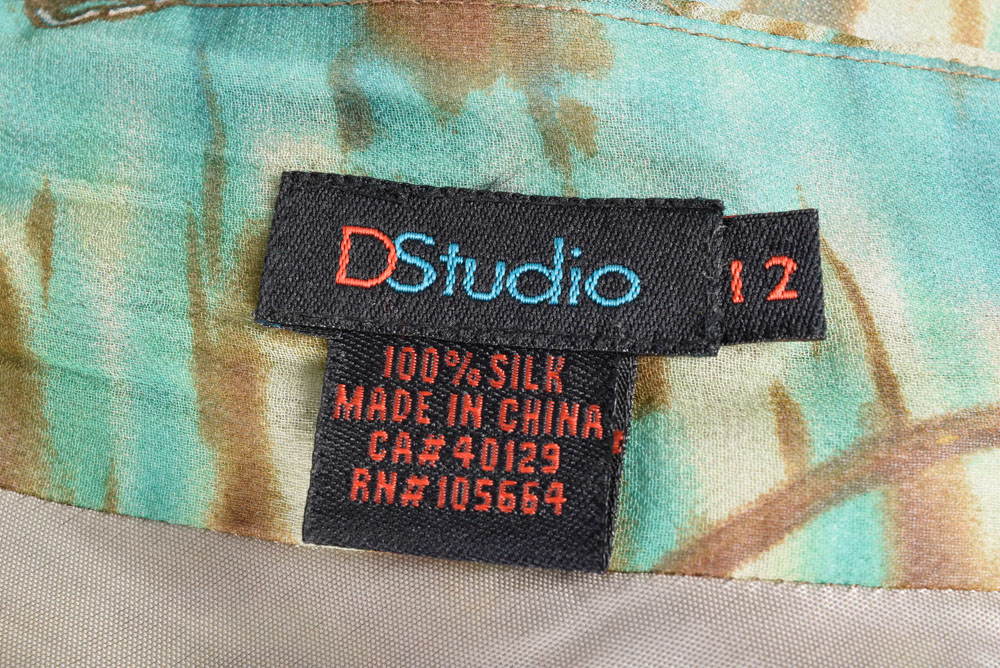 DStudio
12
100% SILK
MADE IN CHINA
CA#40129
RN#105664